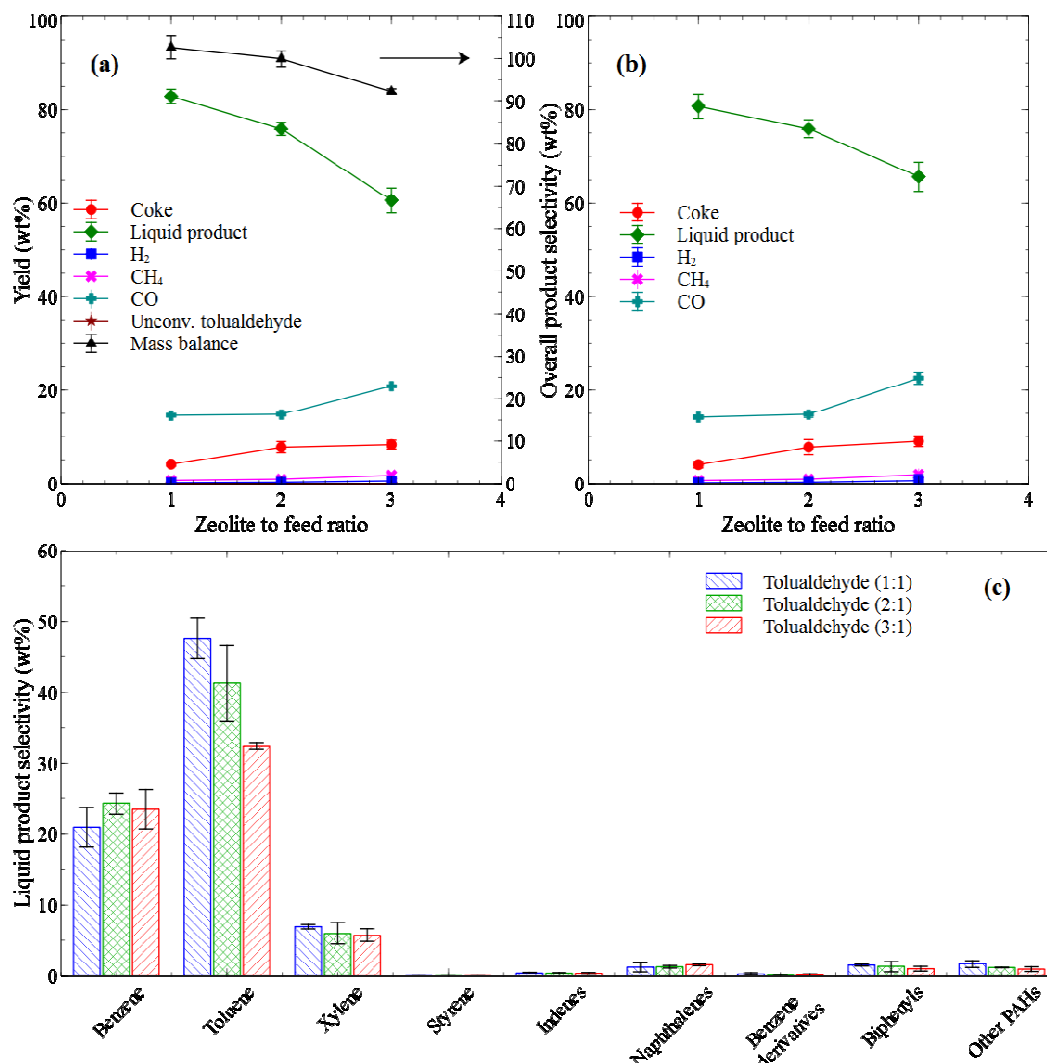 (a)
Yield (wt%)
100
80
60
40
20
0
Coke
Liquid product
H₂
CH₄
CO
Unconv. tolualdehyde
Mass balance
110
100
90
80
70
60
50
40
30
20
10
0
0 1 2 3 4
Zeolite to feed ratio
(b)
Overall product selectivity (wt%)
100
80
60
40
20
0
Coke
Liquid product
H₂
CH₄
CO
0 1 2 3 4
Zeolite to feed ratio
(c)
Liquid product selectivity (wt%)
60
50
40
30
20
10
0
Tolualdehyde (1:1)
Tolualdehyde (2:1)
Tolualdehyde (3:1)
Benzene
Toluene
Xylene
Styrene
Indenes
Naphthalenes
Benzene
derivatives
Biphenyls
Other PAHs